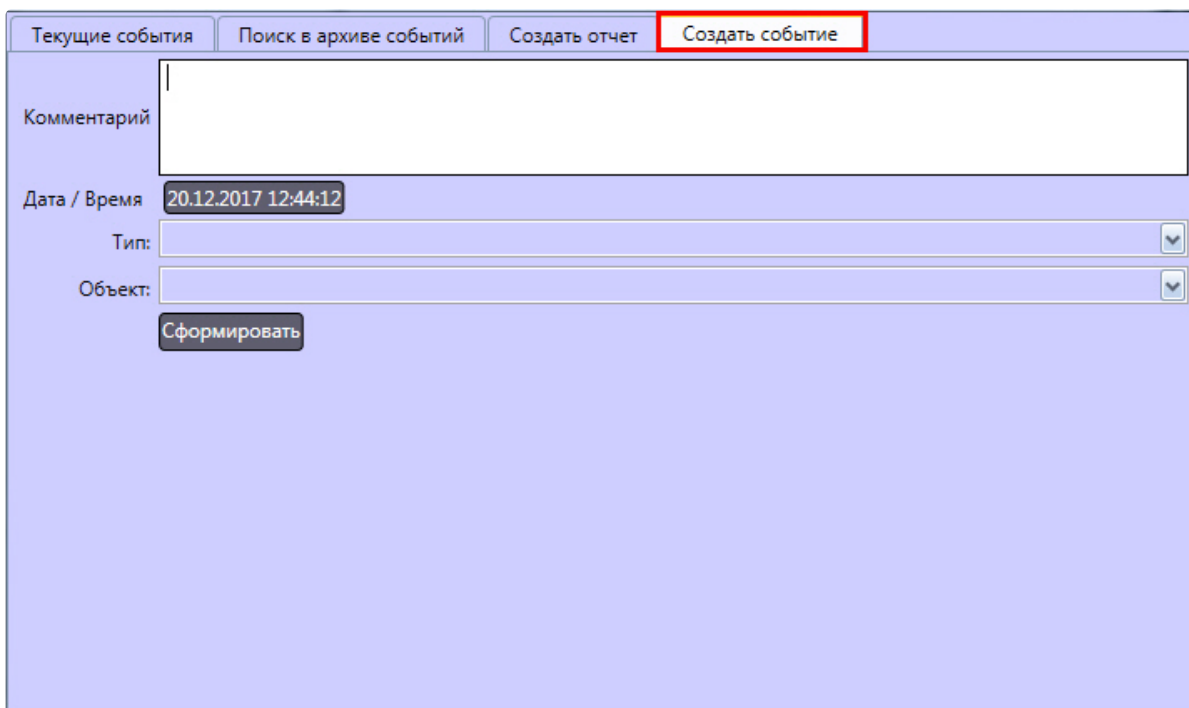 Текущие события Поиск в архиве событий Создать отчет Создать событие
Комментарий
Дата / Время 20.12.2017 12:44:12
Тип:
Объект:
Сформировать